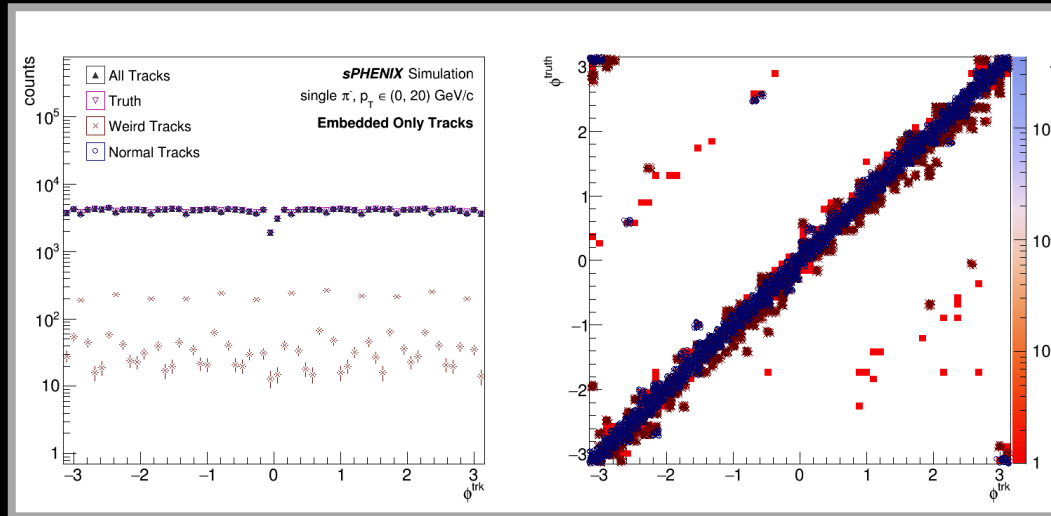 counts
All Tracks
Truth
Weird Tracks
Normal Tracks
sPHENIX Simulation
single π⁻, p_T ∈ (0, 20) GeV/c
Embedded Only Tracks
10⁵
10⁴
10³
10²
10
1
−3 −2 −1 0 1 2 3
ϕ^trk
ϕ^truth
3
2
1
0
−1
−2
−3
−3 −2 −1 0 1 2 3
ϕ^trk
10
10
10
1